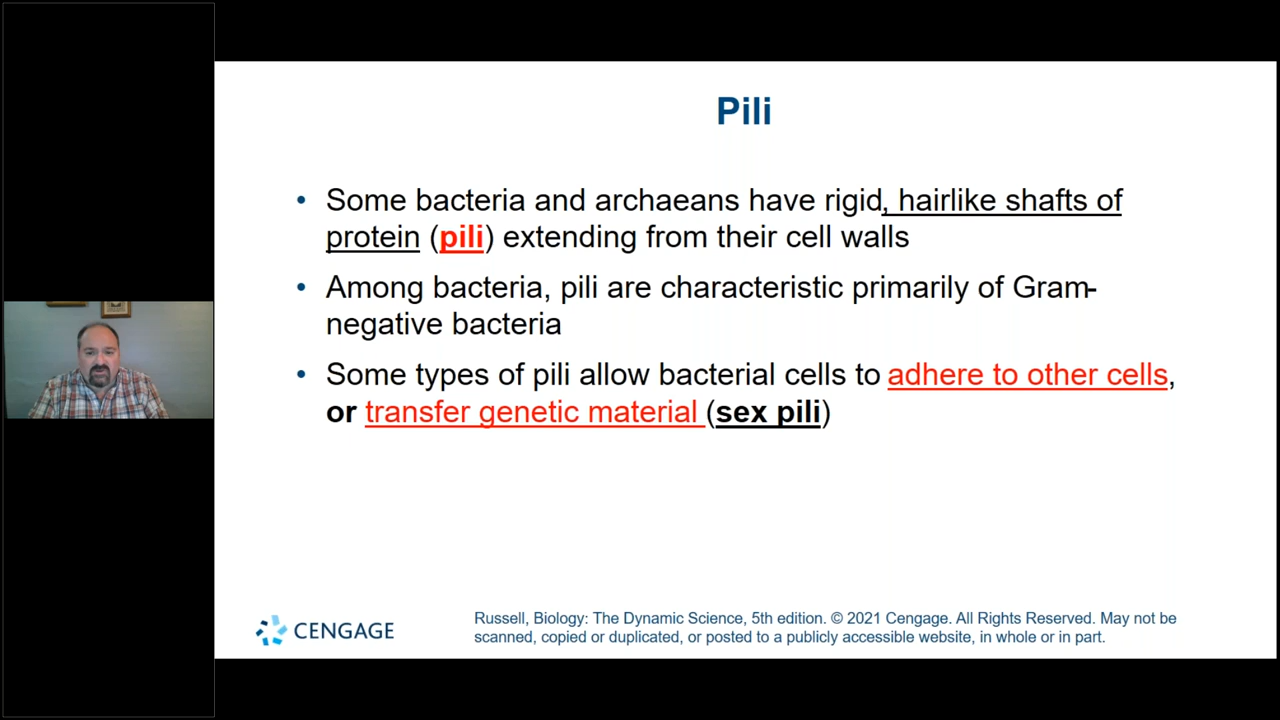 Pili
• Some bacteria and archaeans have rigid, hairlike shafts of
protein (pili) extending from their cell walls
• Among bacteria, pili are characteristic primarily of Gram-
negative bacteria
• Some types of pili allow bacterial cells to adhere to other cells,
or transfer genetic material (sex pili)
CENGAGE
Russell, Biology: The Dynamic Science, 5th edition. © 2021 Cengage. All Rights Reserved. May not be
scanned, copied or duplicated, or posted to a publicly accessible website, in whole or in part.